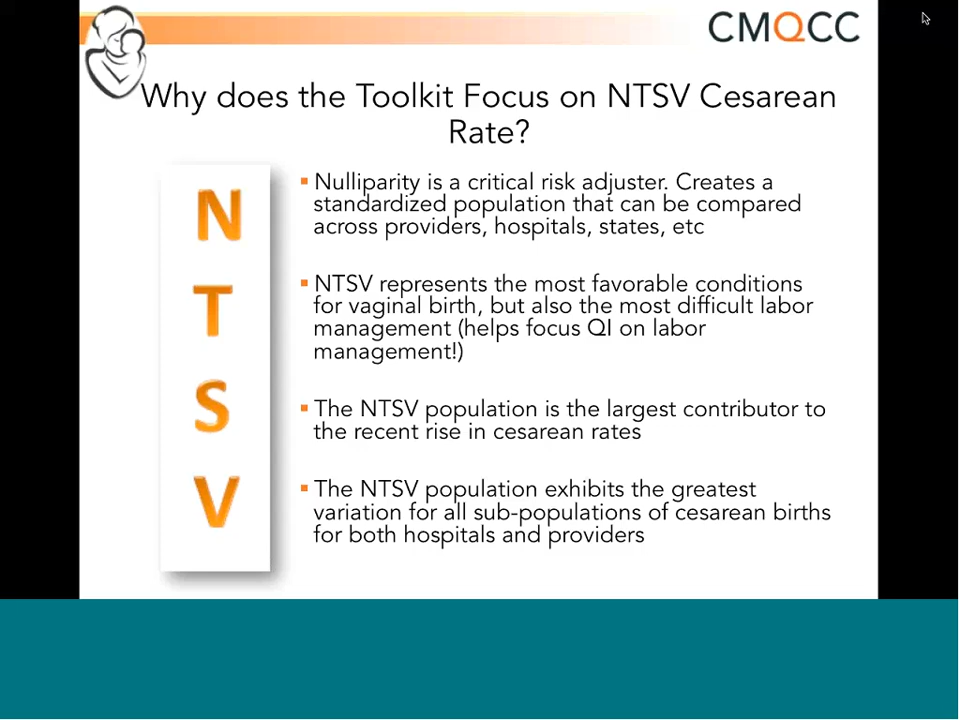 CMQCC
Why does the Toolkit Focus on NTSV Cesarean
Rate?
N
T
S
V
▪ Nulliparity is a critical risk adjuster. Creates a
standardized population that can be compared
across providers, hospitals, states, etc
▪ NTSV represents the most favorable conditions
for vaginal birth, but also the most difficult labor
management (helps focus QI on labor
management!)
▪ The NTSV population is the largest contributor to
the recent rise in cesarean rates
▪ The NTSV population exhibits the greatest
variation for all sub-populations of cesarean births
for both hospitals and providers